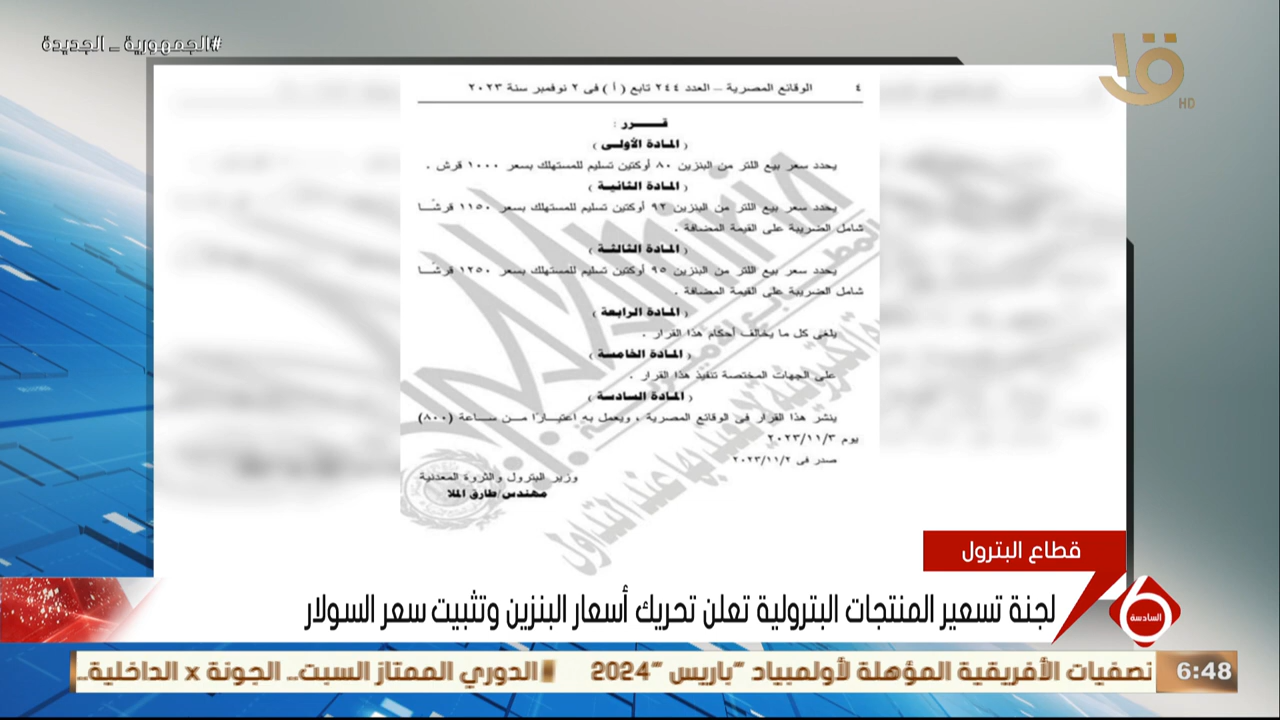 #الجمهورية_الجديدة
HD
٤ الوقائع المصرية – العدد ٢٤٤ تابع ( أ ) فى ٢ نوفمبر سنة ٢٠٢٣
قـــــرر :
( المادة الأولى )
يحدد سعر بيع اللتر من البنزين ٨٠ أوكتين تسليم للمستهلك بسعر ١٠٠٠ قرش .
( المادة الثانية )
يحدد سعر بيع اللتر من البنزين ٩٢ أوكتين تسليم للمستهلك بسعر ١١٥٠ قرشًا
شامل الضريبة على القيمة المضافة .
( المادة الثالثة )
يحدد سعر بيع اللتر من البنزين ٩٥ أوكتين تسليم للمستهلك بسعر ١٢٥٠ قرشًا
شامل الضريبة على القيمة المضافة .
( المادة الرابعة )
يلغى كل ما يخالف أحكام هذا القرار .
( المادة الخامسة )
على الجهات المختصة تنفيذ هذا القرار .
( المادة السادسة )
ينشر هذا القرار فى الوقائع المصرية ، ويعمل به اعتبارًا مـن سـاعة (٨٠٠)
يوم ٢٠٢٣/١١/٣
صدر فى ٢٠٢٣/١١/٢
وزير البترول والثروة المعدنية
مهندس/طارق الملا
قطاع البترول
لجنة تسعير المنتجات البترولية تعلن تحريك أسعار البنزين وتثبيت سعر السولار
السادسة
6:48 تصفيات الأفريقية المؤهلة لأولمبياد "باريس "2024 الدوري الممتاز السبت.. الجونة x الداخلية..